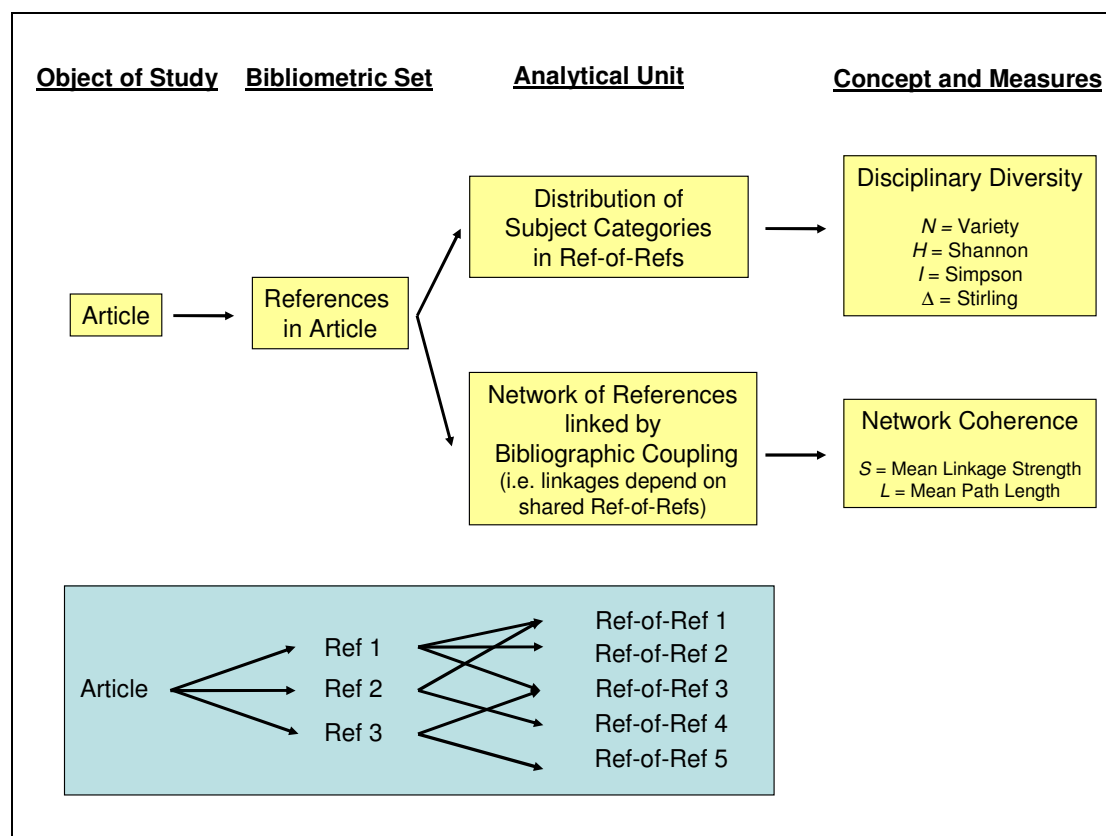 Object of Study
Bibliometric Set
Analytical Unit
Concept and Measures
Article
References
in Article
Distribution of
Subject Categories
in Ref-of-Refs
Disciplinary Diversity
N = Variety
H = Shannon
I = Simpson
Δ = Stirling
Network of References
linked by
Bibliographic Coupling
(i.e. linkages depend on
shared Ref-of-Refs)
Network Coherence
S = Mean Linkage Strength
L = Mean Path Length
Article
Ref 1
Ref 2
Ref 3
Ref-of-Ref 1
Ref-of-Ref 2
Ref-of-Ref 3
Ref-of-Ref 4
Ref-of-Ref 5